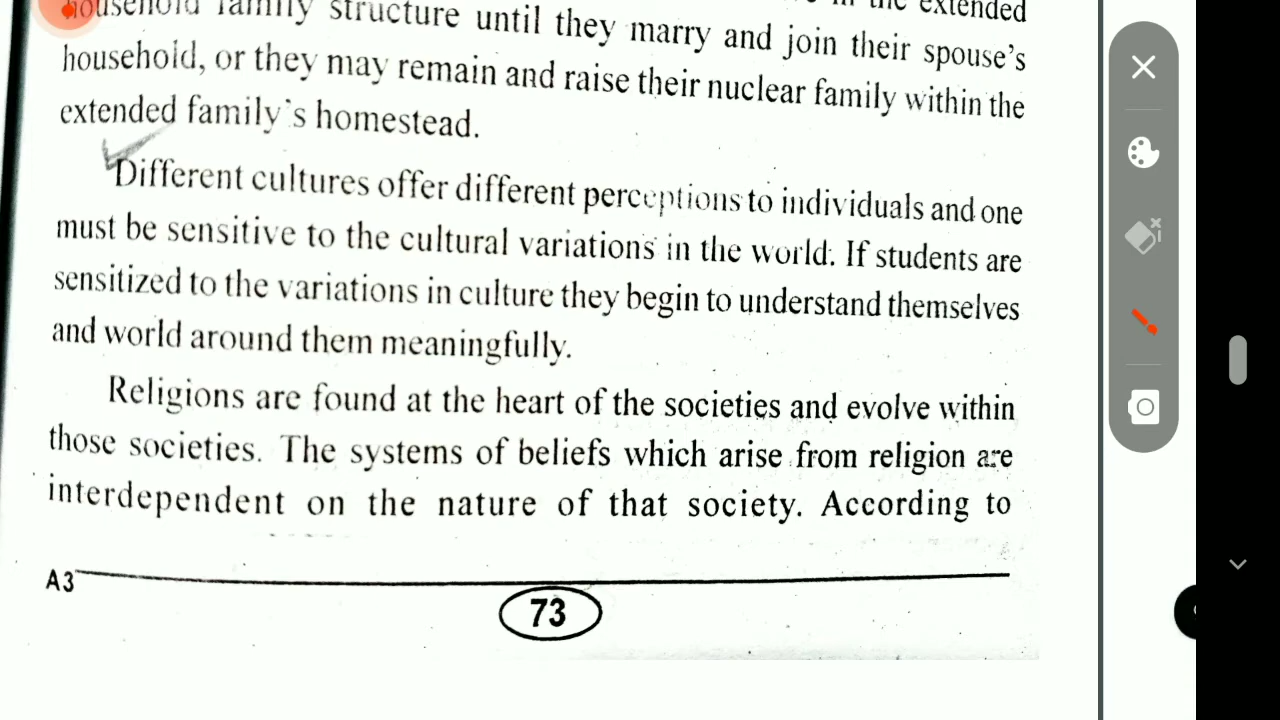 the extended
household family structure until they marry and join their spouse's
household, or they may remain and raise their nuclear family within the
extended family's homestead.
Different cultures offer different perceptions to individuals and one
must be sensitive to the cultural variations in the world. If students are
sensitized to the variations in culture they begin to understand themselves
and world around them meaningfully.
Religions are found at the heart of the societies and evolve within
those societies. The systems of beliefs which arise from religion are
interdependent on the nature of that society. According to
A3
73